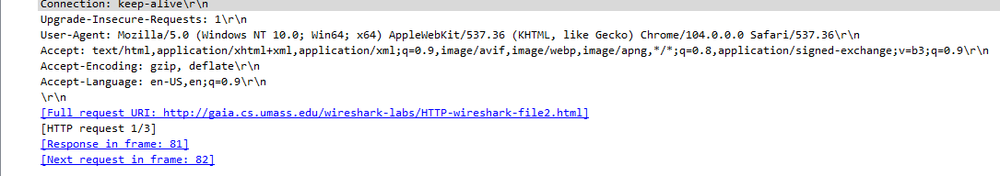 Connection: keep-alive\r\n
Upgrade-Insecure-Requests: 1\r\n
User-Agent: Mozilla/5.0 (Windows NT 10.0; Win64; x64) AppleWebKit/537.36 (KHTML, like Gecko) Chrome/104.0.0.0 Safari/537.36\r\n
Accept: text/html,application/xhtml+xml,application/xml;q=0.9,image/avif,image/webp,image/apng,*/*;q=0.8,application/signed-exchange;v=b3;q=0.9\r\n
Accept-Encoding: gzip, deflate\r\n
Accept-Language: en-US,en;q=0.9\r\n
\r\n
[Full request URI: http://gaia.cs.umass.edu/wireshark-labs/HTTP-wireshark-file2.html]
[HTTP request 1/3]
[Response in frame: 81]
[Next request in frame: 82]